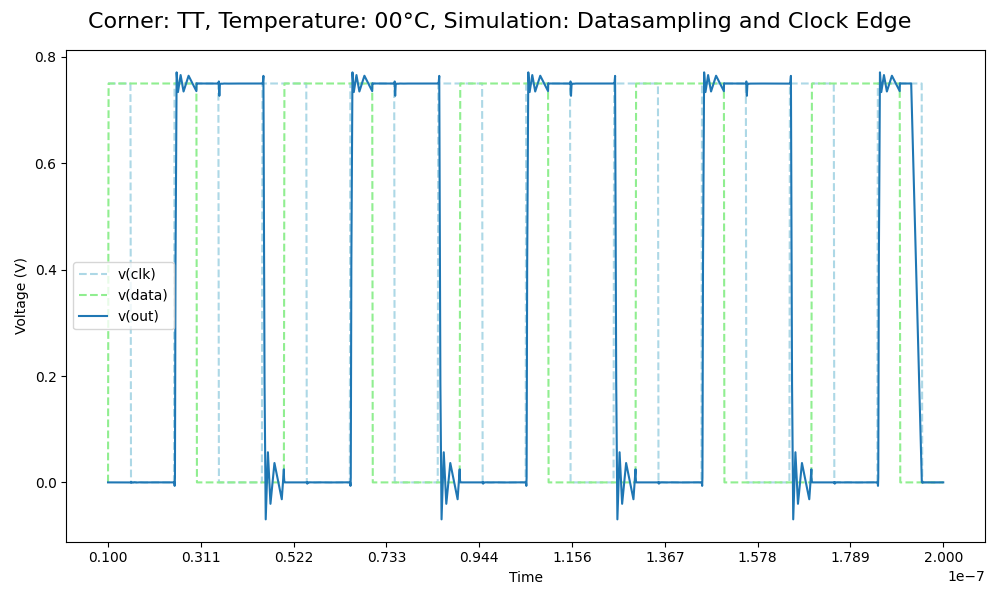 Corner: TT, Temperature: 00°C, Simulation: Datasampling and Clock Edge
0.8
0.6
0.4
0.2
0.0
Voltage (V)
v(clk)
v(data)
v(out)
0.100 0.311 0.522 0.733 0.944 1.156 1.367 1.578 1.789 2.000
Time
1e−7